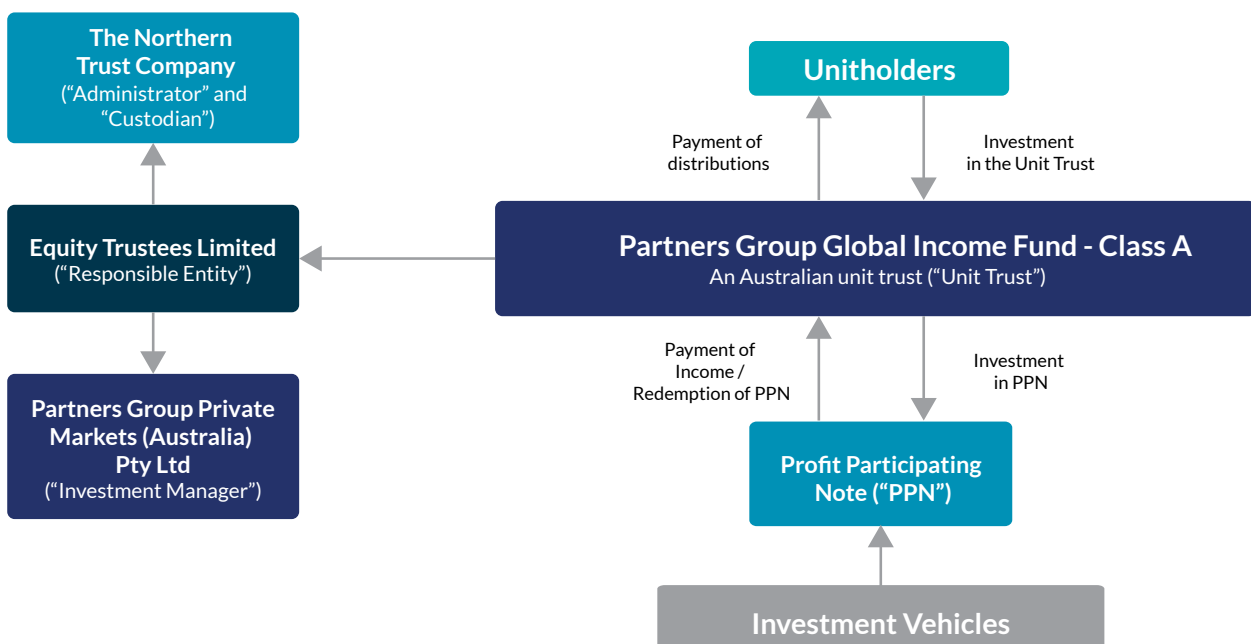 The Northern
Trust Company
(“Administrator” and
“Custodian”)
Equity Trustees Limited
(“Responsible Entity”)
Partners Group Private
Markets (Australia)
Pty Ltd
(“Investment Manager”)
Unitholders
Payment of
distributions
Investment
in the Unit Trust
Partners Group Global Income Fund - Class A
An Australian unit trust (“Unit Trust”)
Payment of
Income /
Redemption of PPN
Investment
in PPN
Profit Participating
Note (“PPN”)
Investment Vehicles